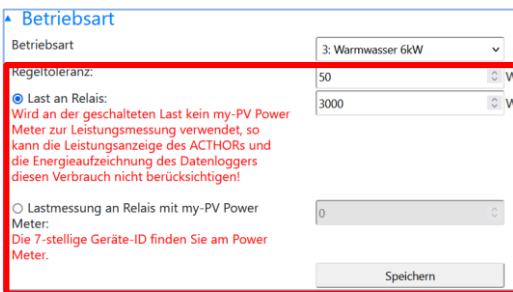 Betriebsart
Betriebsart 3: Warmwasser 6kW
Regeltoleranz: 50 W
Last an Relais: 3000 W
Wird an der geschalteten Last kein my-PV Power
Meter zur Leistungsmessung verwendet, so
kann die Leistungsanzeige des ACTHORs und
die Energieaufzeichnung des Datenloggers
diesen Verbrauch nicht berücksichtigen!
Lastmessung an Relais mit my-PV Power 0
Meter:
Die 7-stellige Geräte-ID finden Sie am Power
Meter.
Speichern